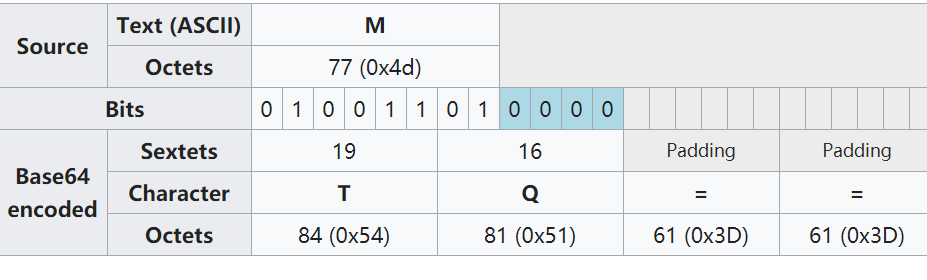 Source Text (ASCII) M
Octets 77 (0x4d)
Bits 0 1 0 0 1 1 0 1 0 0 0 0
Base64 encoded Sextets 19 16 Padding Padding
Character T Q = =
Octets 84 (0x54) 81 (0x51) 61 (0x3D) 61 (0x3D)